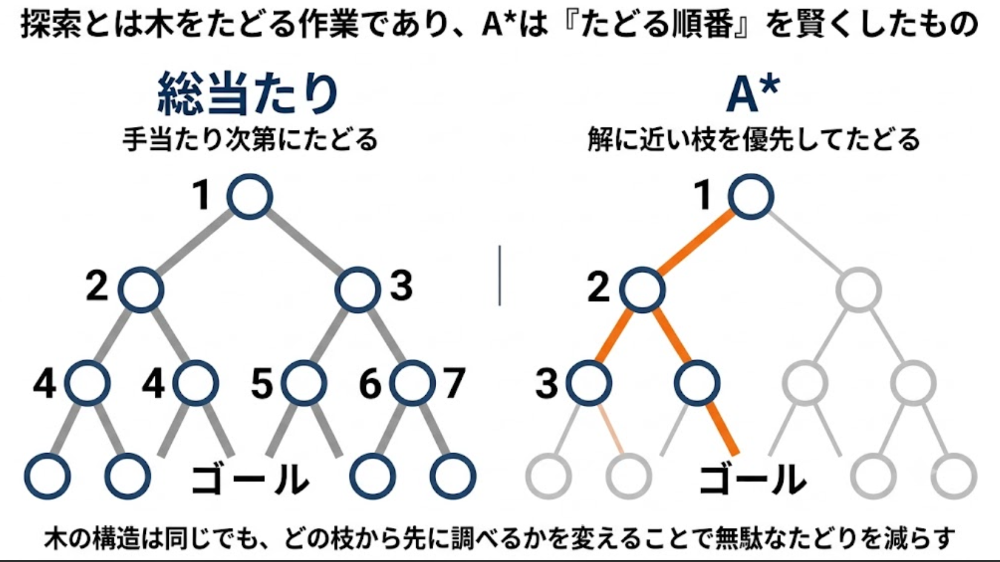 探索とは木をたどる作業であり、A*は『たどる順番』を賢くしたもの
総当たり
手当たり次第にたどる
1
2
3
4
4
5
6
7
ゴール
A*
解に近い枝を優先してたどる
1
2
3
ゴール
木の構造は同じでも、どの枝から先に調べるかを変えることで無駄なたどりを減らす